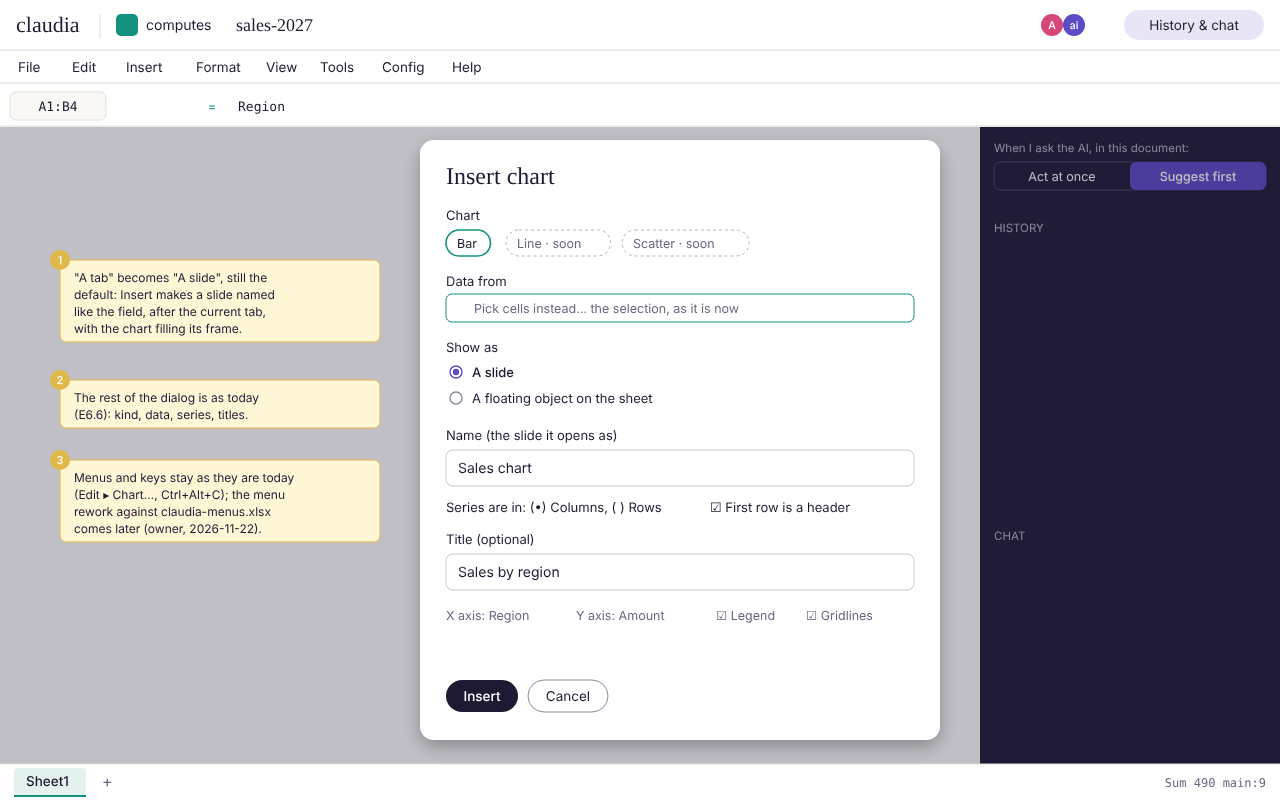 claudia
computes
sales-2027
A
ai
History & chat
File
Edit
Insert
Format
View
Tools
Config
Help
A1:B4
=
Region
1
"A tab" becomes "A slide", still the
default: Insert makes a slide named
like the field, after the current tab,
with the chart filling its frame.
2
The rest of the dialog is as today
(E6.6): kind, data, series, titles.
3
Menus and keys stay as they are today
(Edit ▸ Chart…, Ctrl+Alt+C); the menu
rework against claudia-menus.xlsx
comes later (owner, 2026-11-22).
Insert chart
Chart
Bar
Line · soon
Scatter · soon
Data from
Pick cells instead… the selection, as it is now
Show as
A slide
A floating object on the sheet
Name (the slide it opens as)
Sales chart
Series are in: (•) Columns, ( ) Rows
☑ First row is a header
Title (optional)
Sales by region
X axis: Region
Y axis: Amount
☑ Legend
☑ Gridlines
Insert
Cancel
When I ask the AI, in this document:
Act at once
Suggest first
HISTORY
CHAT
Sheet1
+
Sum 490 main:9